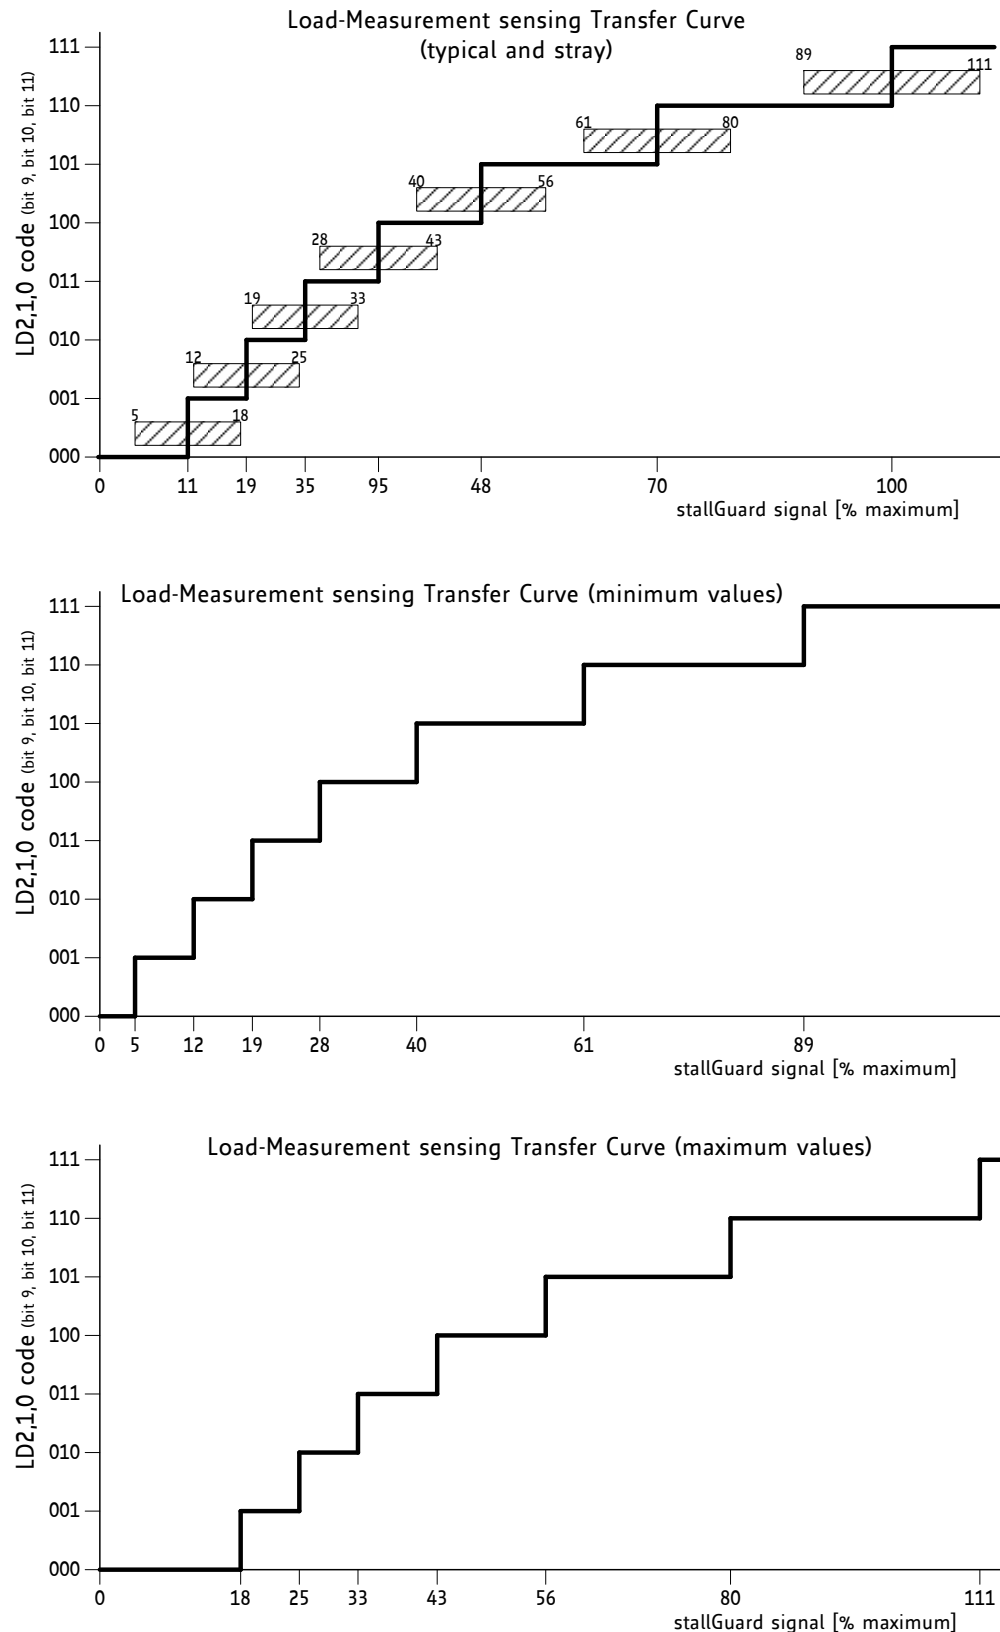 Load-Measurement sensing Transfer Curve
(typical and stray)
LD2,1,0 code (bit 9, bit 10, bit 11)
111
110
101
100
011
010
001
000
89
111
61
80
40
56
28
43
19
33
12
25
5
18
0 11 19 35 95 48 70 100
stallGuard signal [% maximum]
Load-Measurement sensing Transfer Curve (minimum values)
LD2,1,0 code (bit 9, bit 10, bit 11)
111
110
101
100
011
010
001
000
0 5 12 19 28 40 61 89
stallGuard signal [% maximum]
Load-Measurement sensing Transfer Curve (maximum values)
LD2,1,0 code (bit 9, bit 10, bit 11)
111
110
101
100
011
010
001
000
0 18 25 33 43 56 80 111
stallGuard signal [% maximum]